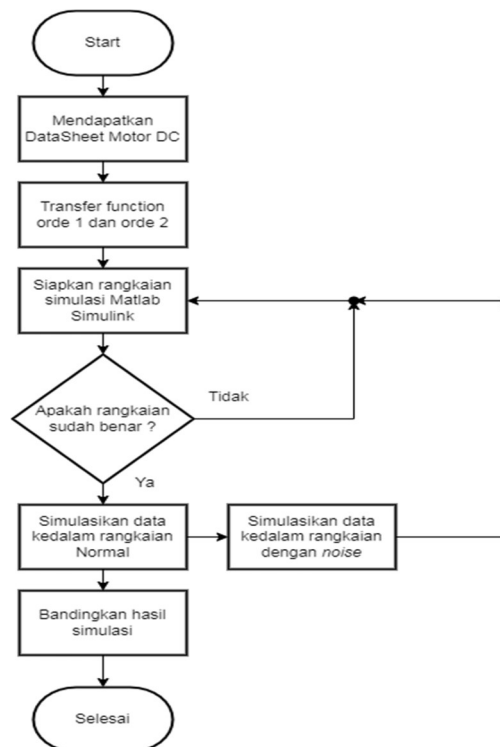 Start
Mendapatkan
DataSheet Motor DC
Transfer function
orde 1 dan orde 2
Siapkan rangkaian
simulasi Matlab
Simulink
Apakah rangkaian
sudah benar ?
Tidak
Ya
Simulasikan data
kedalam rangkaian
Normal
Simulasikan data
kedalam rangkaian
dengan noise
Bandingkan hasil
simulasi
Selesai